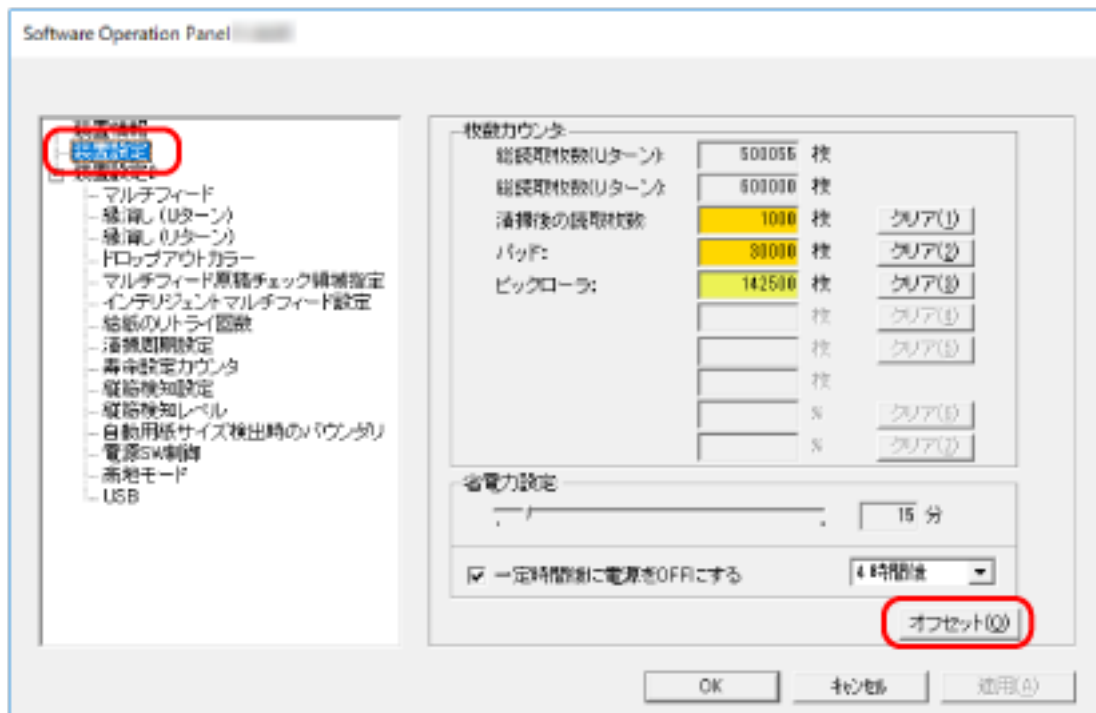 Software Operation Panel
装置情報
装置設定
装置設定2
マルチフィード
縁消し (Uターン)
縁消し (リターン)
ドロップアウトカラー
マルチフィード原稿チェック領域指定
インテリジェントマルチフィード設定
給紙のリトライ回数
清掃周期設定
寿命設定カウンタ
縦筋検知設定
縦筋検知レベル
自動用紙サイズ検出時のバウンダリ
電源SW制御
高地モード
USB
枚数カウンタ
総読取枚数(Uターン): 500055 枚
総読取枚数(Uターン): 600000 枚
清掃後の読取枚数: 1000 枚 クリア(1)
パッド: 30000 枚 クリア(2)
ピックローラ: 142500 枚 クリア(3)
枚 クリア(4)
枚 クリア(5)
枚
% クリア(6)
% クリア(7)
省電力設定
15 分
一定時間後に電源をOFFにする 4時間後
オフセット(O)
OK キャンセル 適用(A)